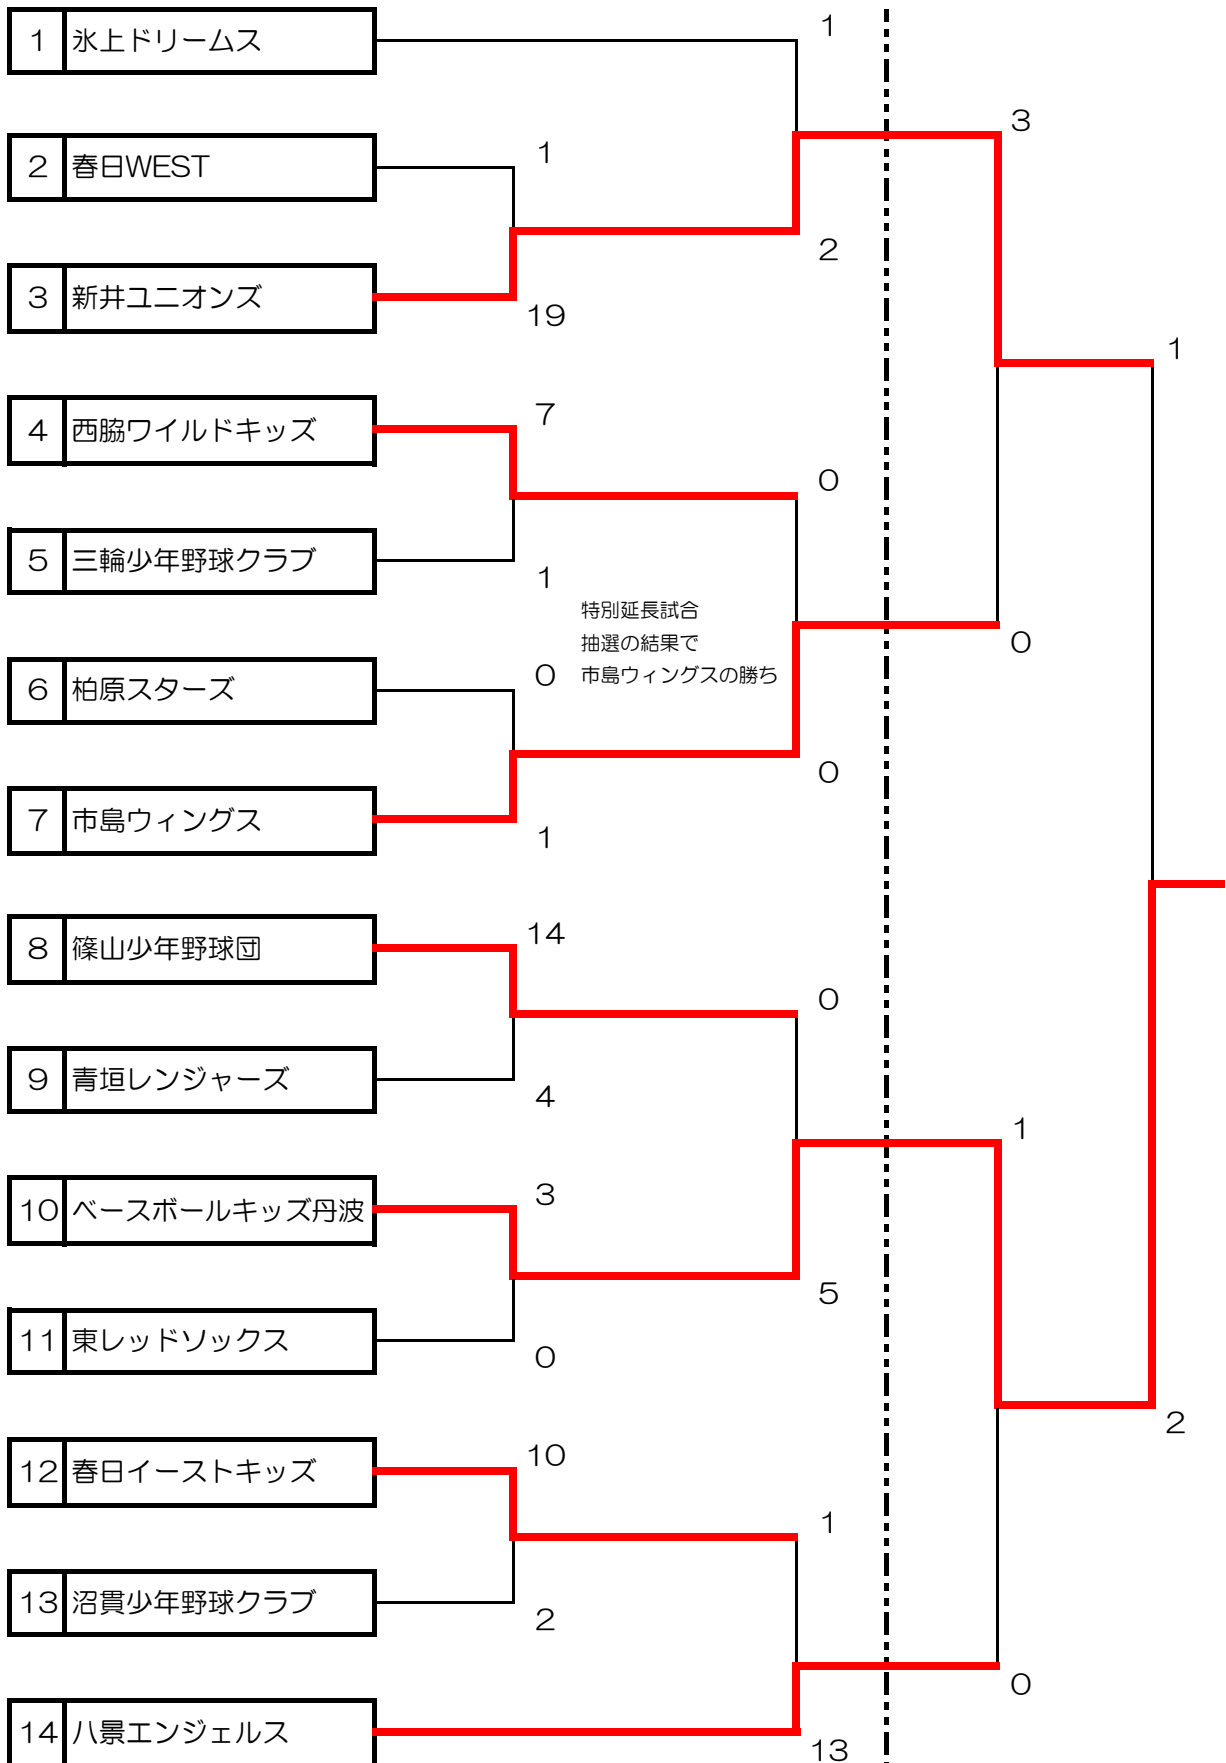 1 氷上ドリームス
1
3
2 春日WEST
1
2
3 新井ユニオンズ
19
1
4 西脇ワイルドキッズ
7
0
5 三輪少年野球クラブ
1
特別延長試合
抽選の結果で
市島ウィングスの勝ち
0
0
6 柏原スターズ
0
7 市島ウィングス
1
8 篠山少年野球団
14
0
9 青垣レンジャーズ
4
1
10 ベースボールキッズ丹波
3
5
11 東レッドソックス
0
2
12 春日イーストキッズ
10
1
13 沼貫少年野球クラブ
2
0
14 八景エンジェルス
13